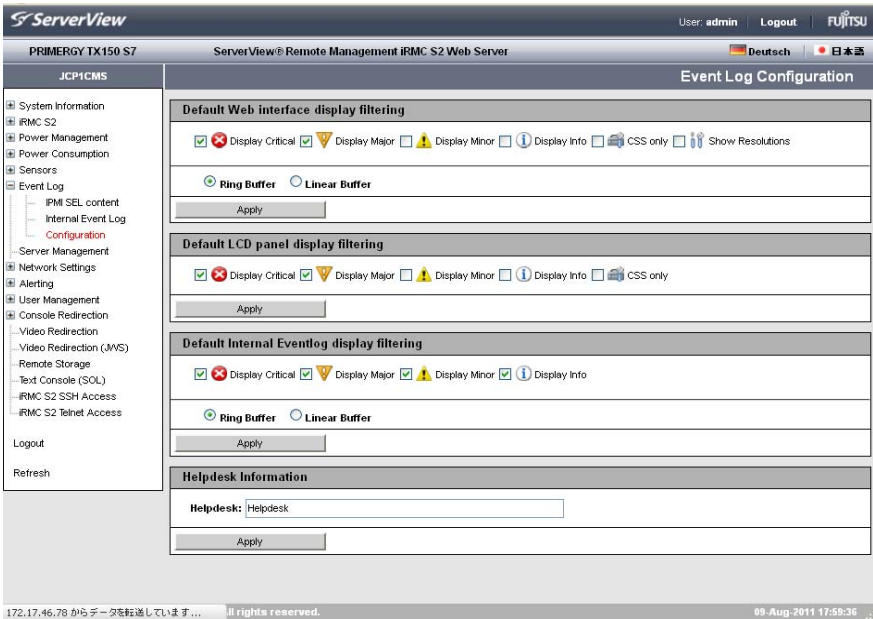 ServerView
User: admin Logout FUJITSU
PRIMERGY TX150 S7 ServerView® Remote Management iRMC S2 Web Server Deutsch 日本語
JCP1CMS Event Log Configuration
System Information
iRMC S2
Power Management
Power Consumption
Sensors
Event Log
IPMI SEL content
Internal Event Log
Configuration
Server Management
Network Settings
Alerting
User Management
Console Redirection
Video Redirection
Video Redirection (JWS)
Remote Storage
Text Console (SOL)
iRMC S2 SSH Access
iRMC S2 Telnet Access
Logout
Refresh
Default Web interface display filtering
Display Critical Display Major Display Minor Display Info CSS only Show Resolutions
Ring Buffer Linear Buffer
Apply
Default LCD panel display filtering
Display Critical Display Major Display Minor Display Info CSS only
Apply
Default Internal Eventlog display filtering
Display Critical Display Major Display Minor Display Info
Ring Buffer Linear Buffer
Apply
Helpdesk Information
Helpdesk: Helpdesk
Apply
172.17.46.78 からデータを転送しています... All rights reserved. 09-Aug-2011 17:59:36